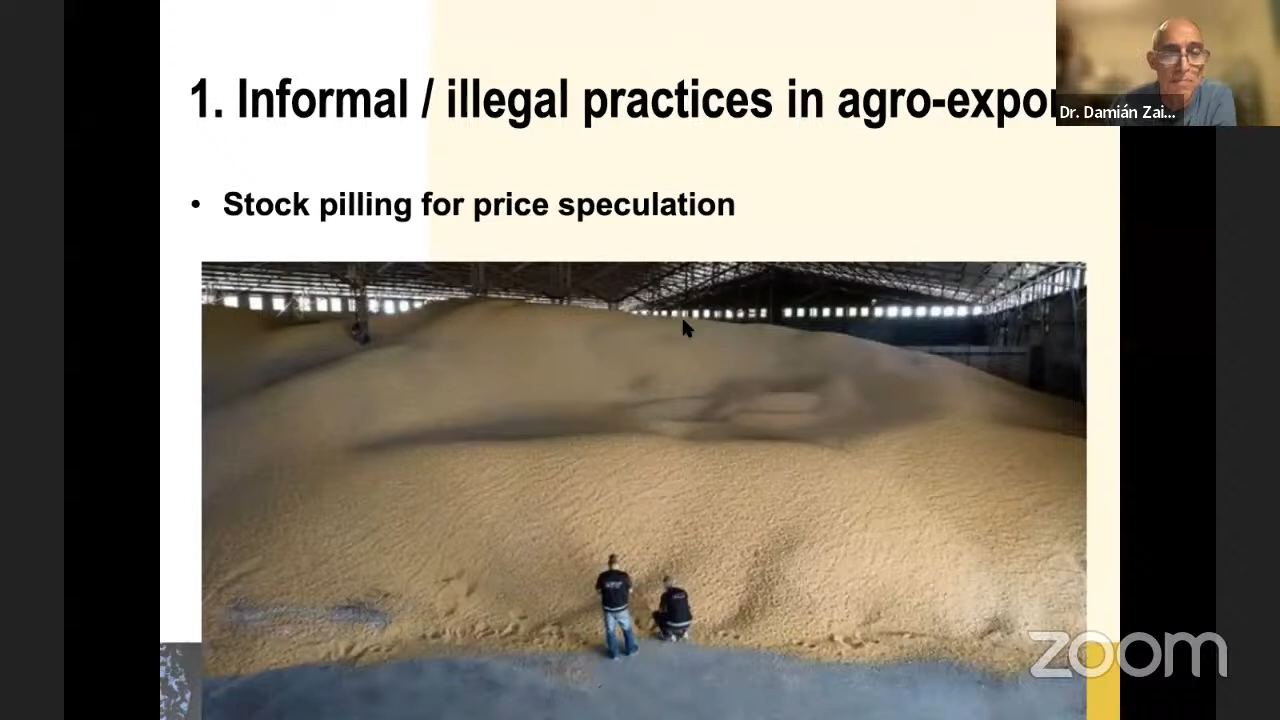 1. Informal / illegal practices in agro-expor
Dr. Damián Zai...
• Stock pilling for price speculation
zoom